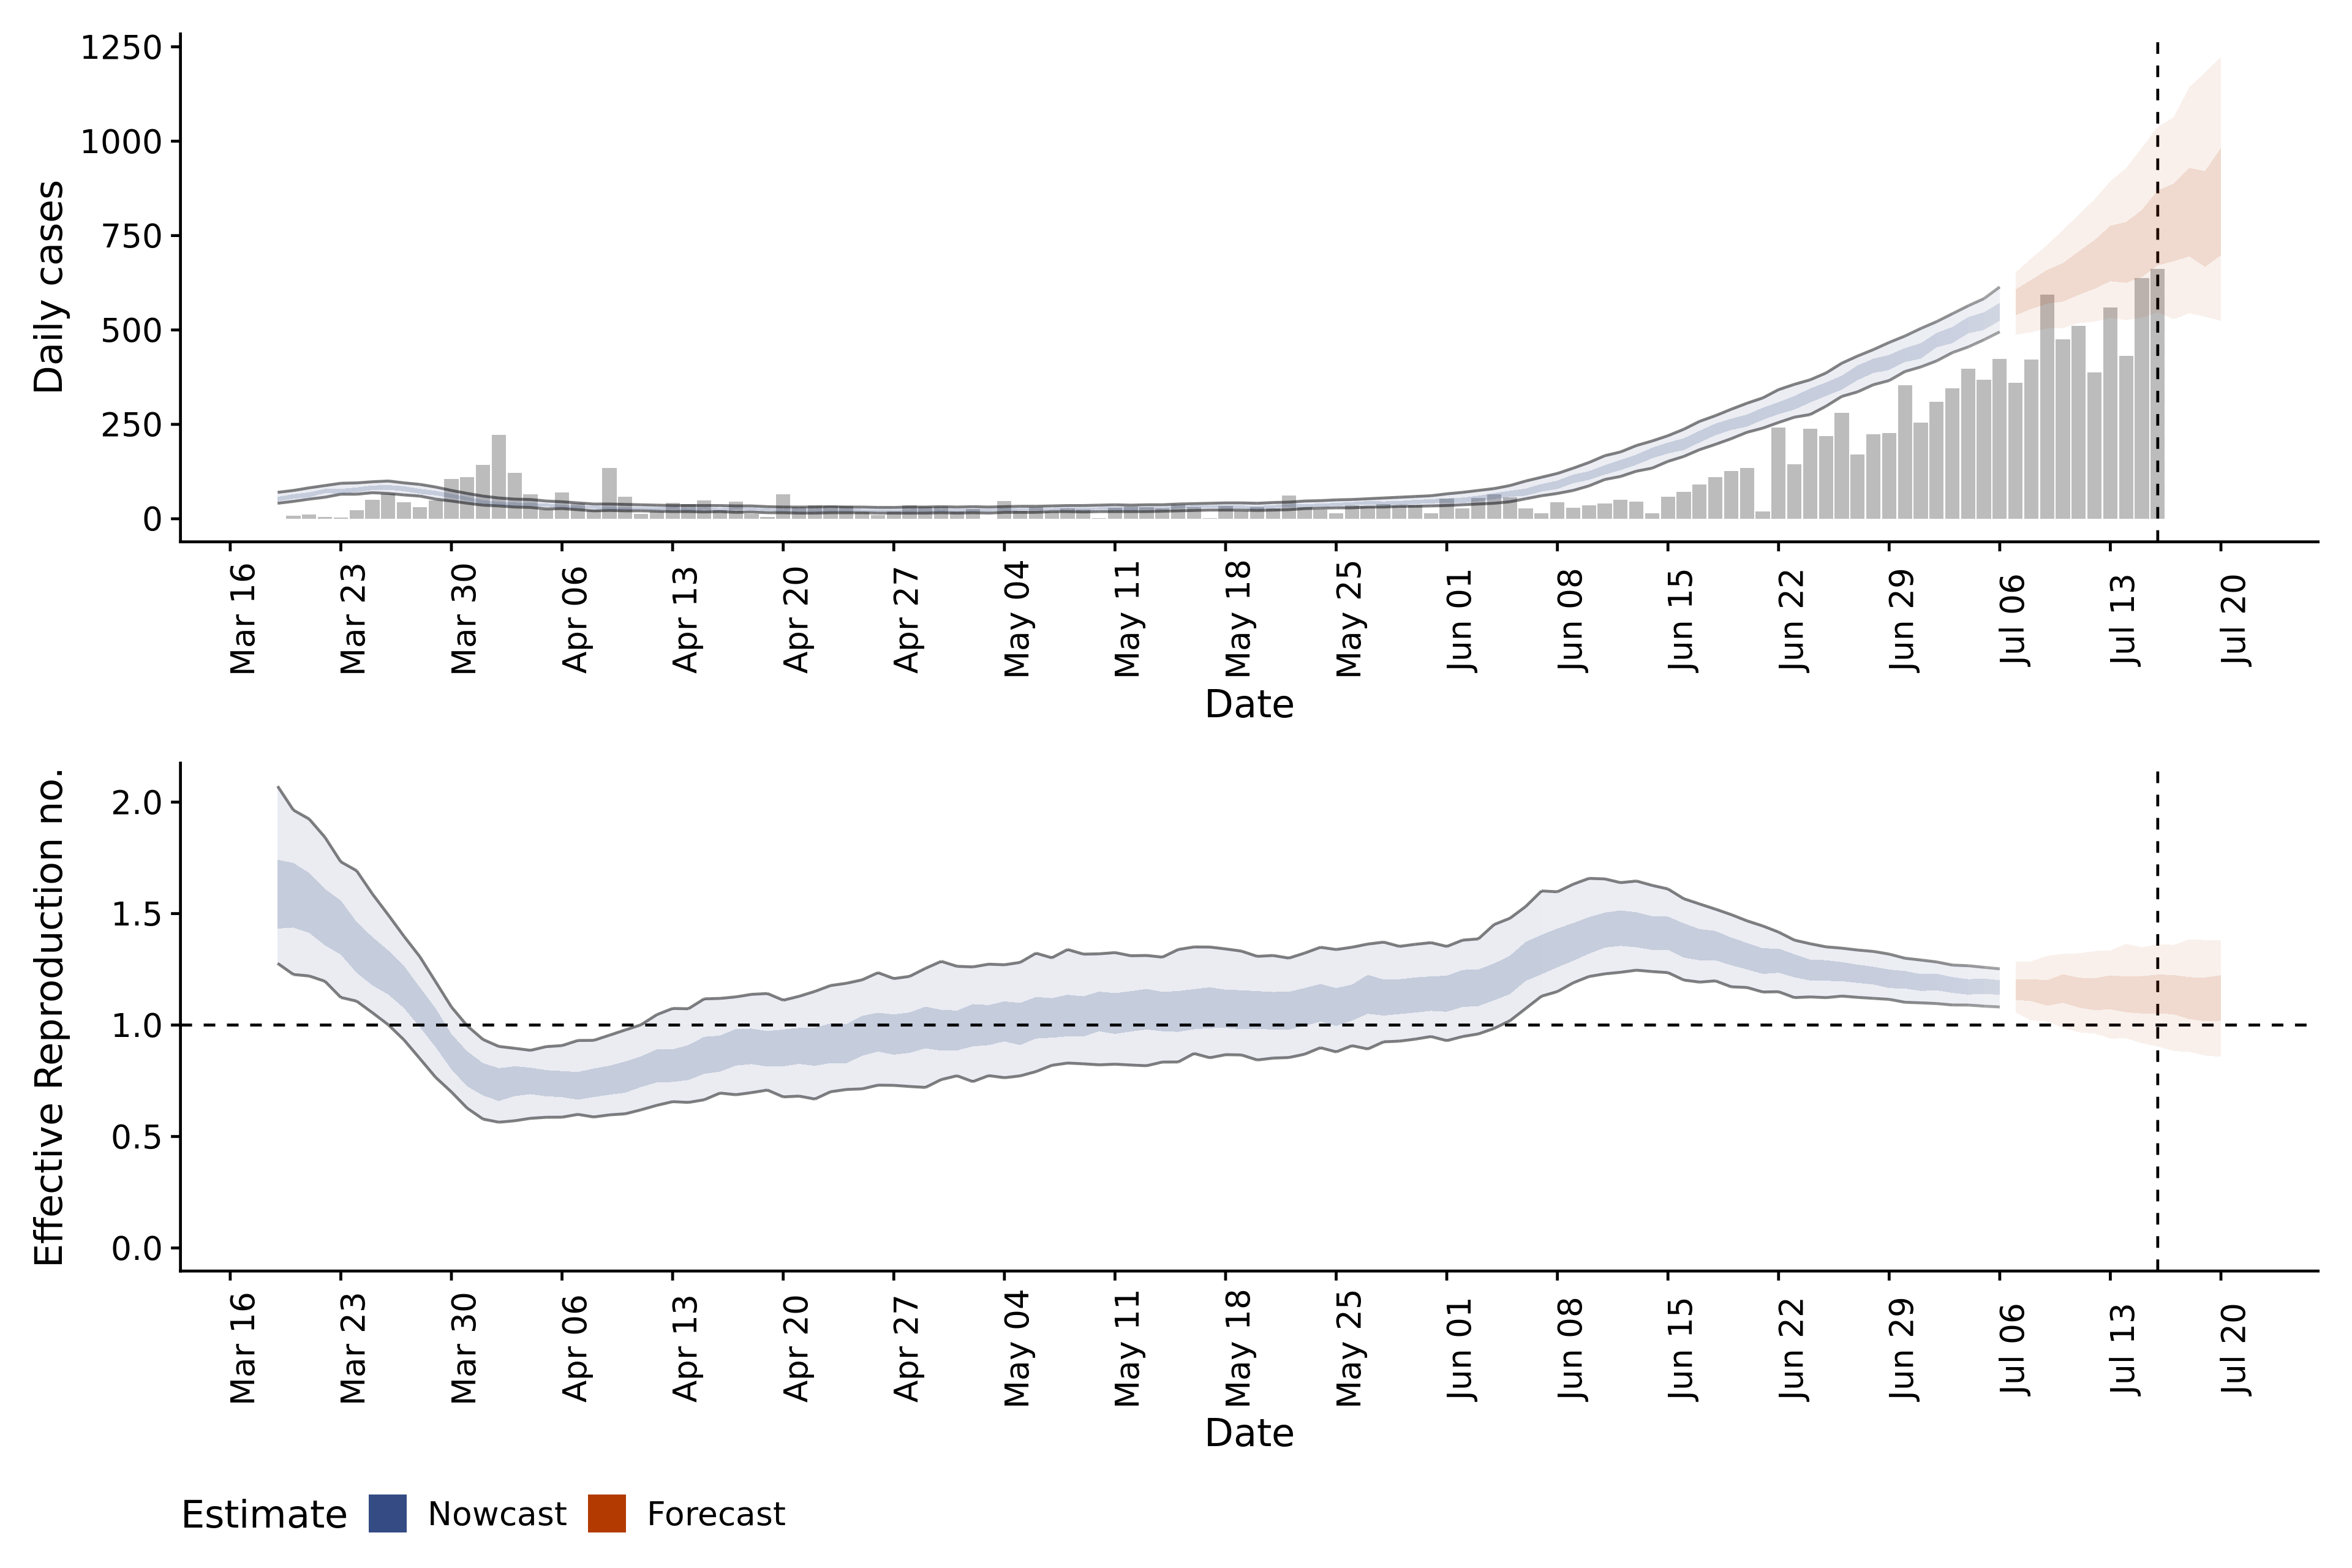 1250
1000
750
500
250
0
Daily cases
Mar 16 Mar 23 Mar 30 Apr 06 Apr 13 Apr 20 Apr 27 May 04 May 11 May 18 May 25 Jun 01 Jun 08 Jun 15 Jun 22 Jun 29 Jul 06 Jul 13 Jul 20
Date
2.0
1.5
1.0
0.5
0.0
Effective Reproduction no.
Mar 16 Mar 23 Mar 30 Apr 06 Apr 13 Apr 20 Apr 27 May 04 May 11 May 18 May 25 Jun 01 Jun 08 Jun 15 Jun 22 Jun 29 Jul 06 Jul 13 Jul 20
Date
Estimate Nowcast Forecast